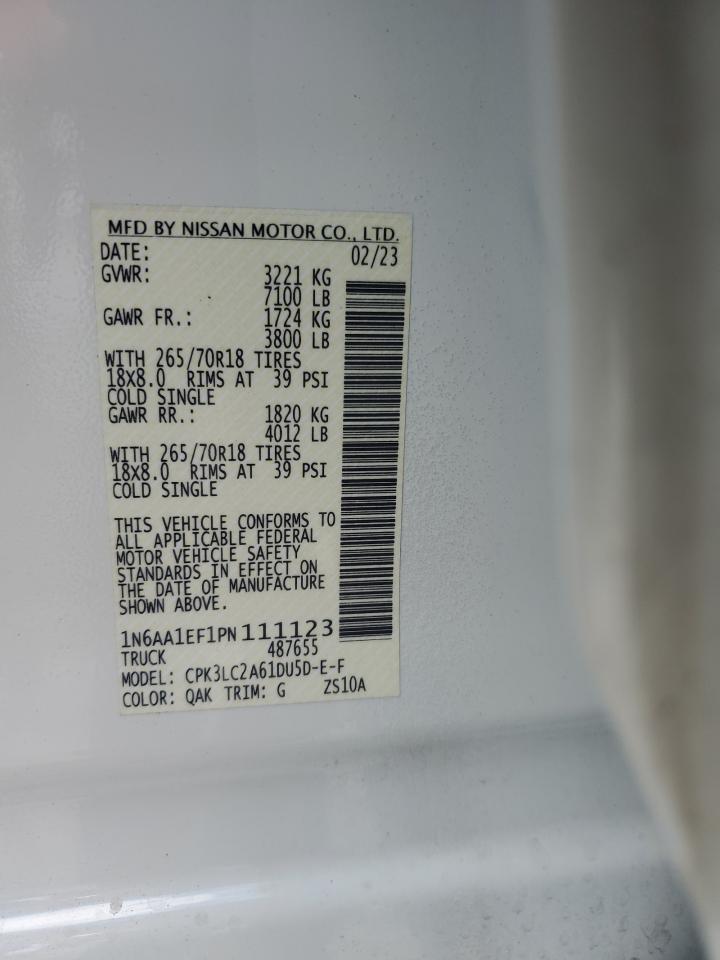 MFD BY NISSAN MOTOR CO., LTD.
DATE: 02/23
GVWR: 3221 KG
7100 LB
GAWR FR.: 1724 KG
3800 LB
WITH 265/70R18 TIRES
18X8.0 RIMS AT 39 PSI
COLD SINGLE
GAWR RR.: 1820 KG
4012 LB
WITH 265/70R18 TIRES
18X8.0 RIMS AT 39 PSI
COLD SINGLE
THIS VEHICLE CONFORMS TO
ALL APPLICABLE FEDERAL
MOTOR VEHICLE SAFETY
STANDARDS IN EFFECT ON
THE DATE OF MANUFACTURE
SHOWN ABOVE.
1N6AA1EF1PN111123
TRUCK 487655
MODEL: CPK3LC2A61DU5D-E-F
COLOR: QAK TRIM: G ZS10A